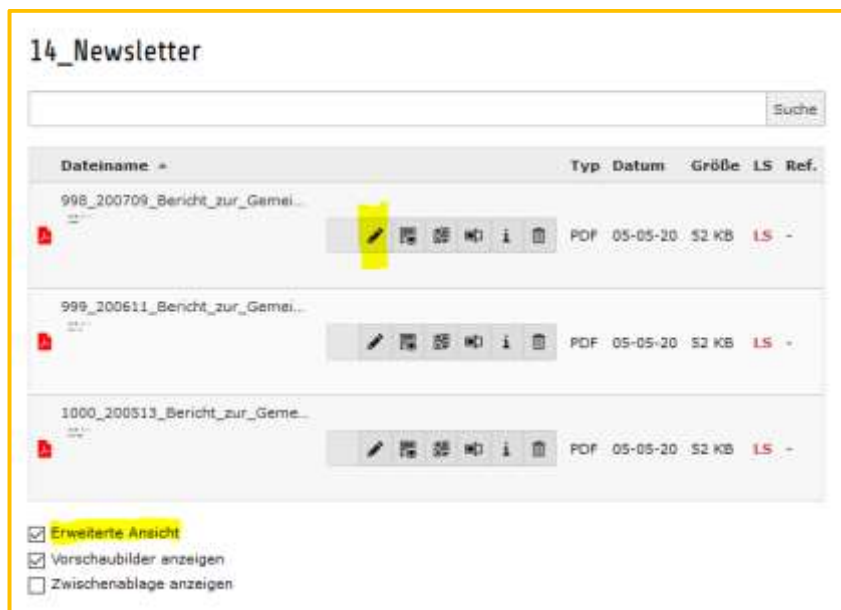 14_Newsletter
Suche
Dateiname Typ Datum Größe LS Ref.
998_200709_Bericht_zur_Gemei...
PDF 05-05-20 52 KB LS -
999_200611_Bericht_zur_Gemei...
PDF 05-05-20 52 KB LS -
1000_200513_Bericht_zur_Geme...
PDF 05-05-20 52 KB LS -
Erweiterte Ansicht
Vorschaubilder anzeigen
Zwischenablage anzeigen